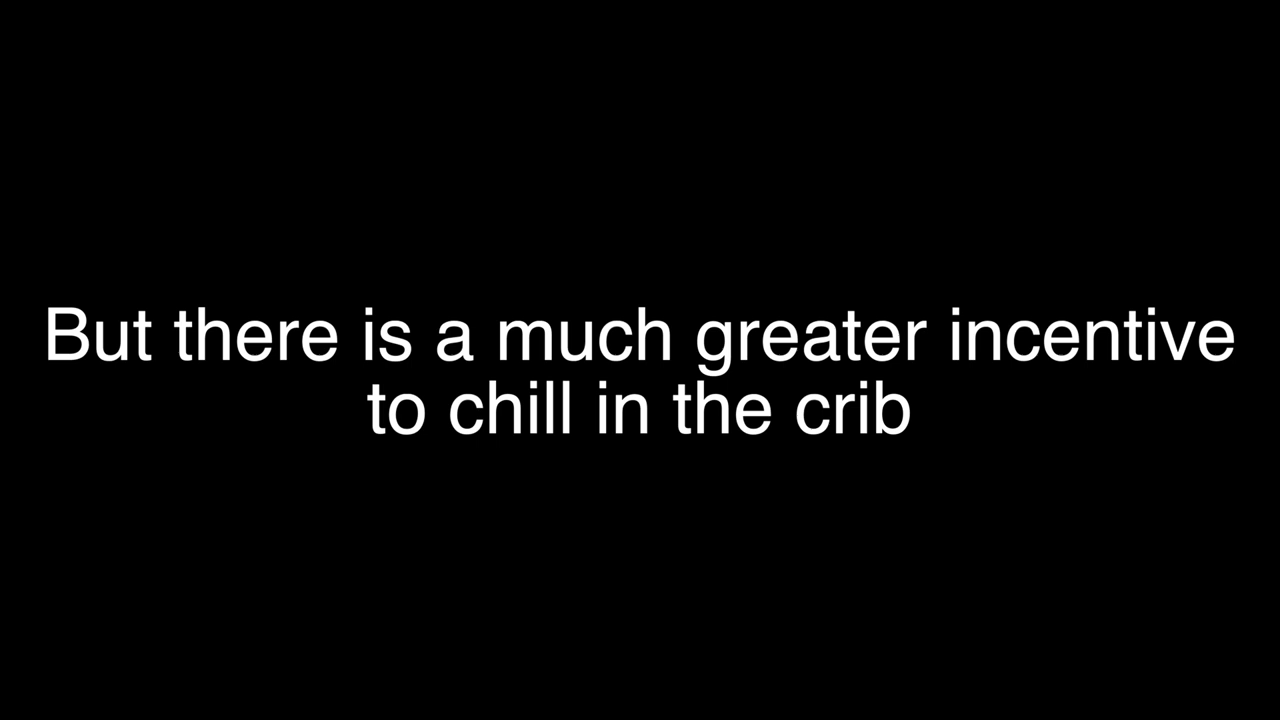 But there is a much greater incentive
to chill in the crib